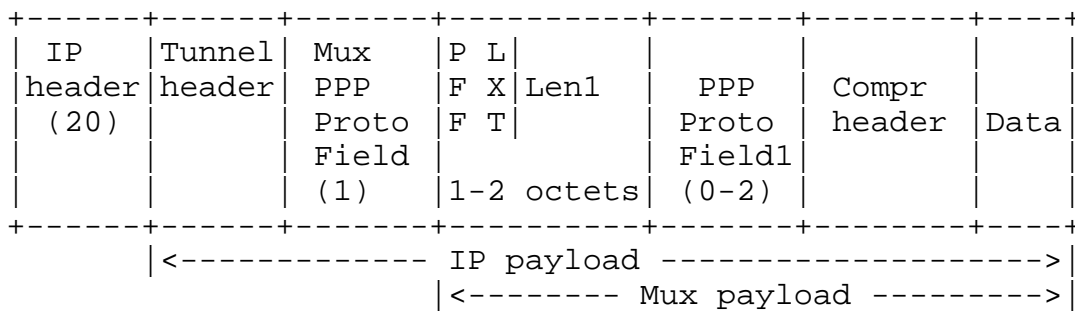 +------+------+-------+----------+-------+--------+----+
| IP   |Tunnel| Mux   |P L|      |       |        |    |
|header|header| PPP   |F X|Len1  |  PPP  | Compr  |    |
| (20) |      | Proto |F T|      | Proto | header |Data|
|      |      | Field |          | Field1|        |    |
|      |      | (1)   |1-2 octets| (0-2) |        |    |
+------+------+-------+----------+-------+--------+----+
|<------------- IP payload -------------------->|
|<-------- Mux payload --------->|